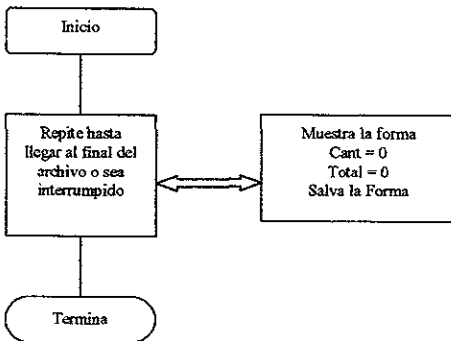 Inicio
Repite hasta
llegar al final del
archivo o sea
interrumpido
Muestra la forma
Cant = 0
Total = 0
Salva la Forma
Termina